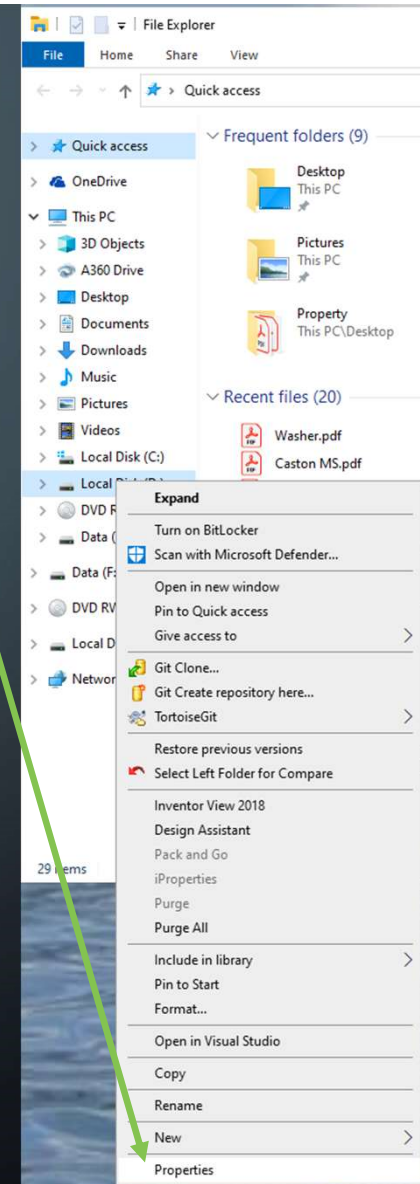 File Explorer
File Home Share View
Quick access
Quick access
OneDrive
This PC
3D Objects
A360 Drive
Desktop
Documents
Downloads
Music
Pictures
Videos
Local Disk (C:)
Local
DVD
Data (
Data (F:
DVD RV
Local D
Networ
29 items
Frequent folders (9)
Desktop
This PC
Pictures
This PC
Property
This PC\Desktop
Recent files (20)
Washer.pdf
Caston MS.pdf
Expand
Turn on BitLocker
Scan with Microsoft Defender...
Open in new window
Pin to Quick access
Give access to
Git Clone...
Git Create repository here...
TortoiseGit
Restore previous versions
Select Left Folder for Compare
Inventor View 2018
Design Assistant
Pack and Go
iProperties
Purge
Purge All
Include in library
Pin to Start
Format...
Open in Visual Studio
Copy
Rename
New
Properties